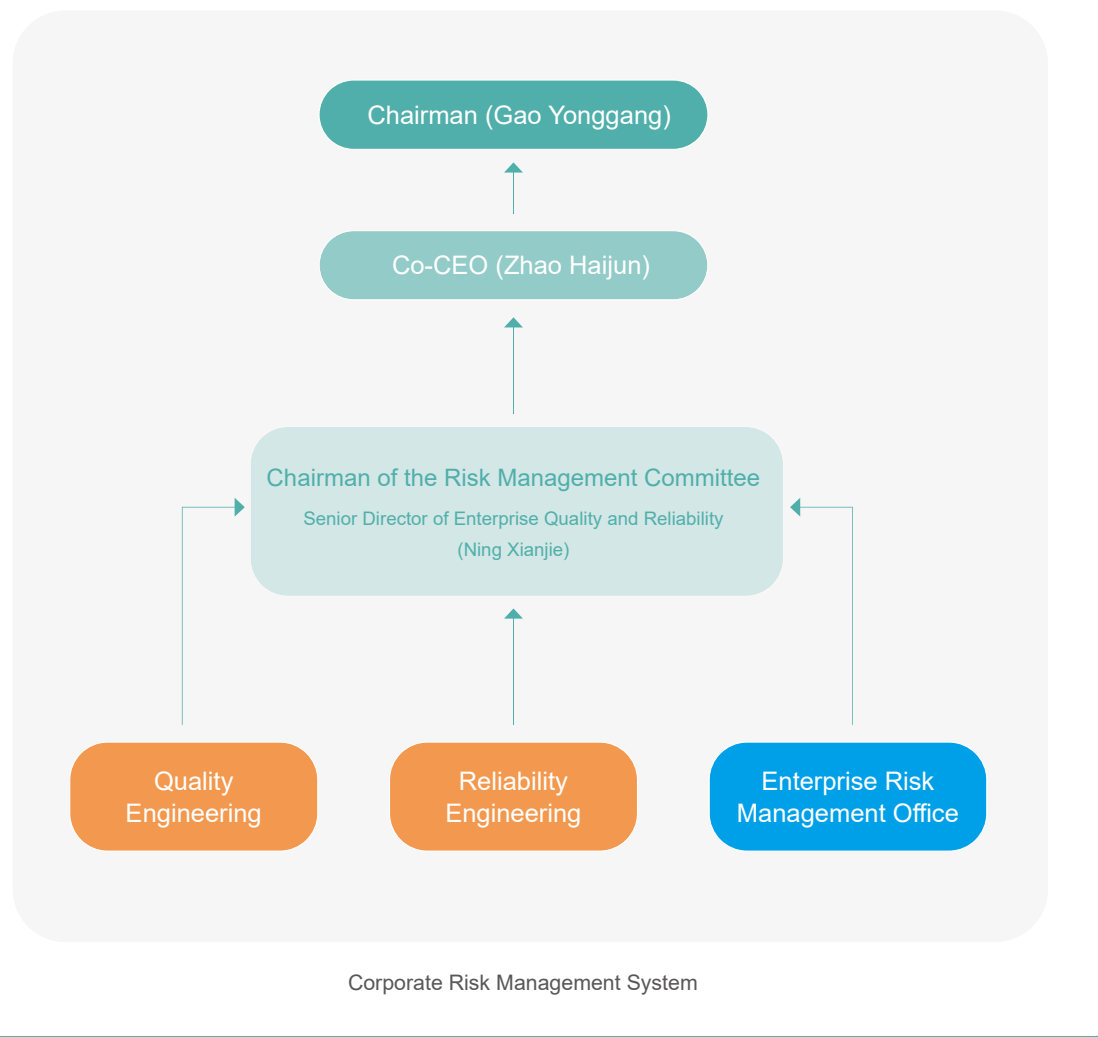 Chairman (Gao Yonggang)
Co-CEO (Zhao Haijun)
Chairman of the Risk Management Committee
Senior Director of Enterprise Quality and Reliability
(Ning Xianjie)
Quality
Engineering
Reliability
Engineering
Enterprise Risk
Management Office
Corporate Risk Management System